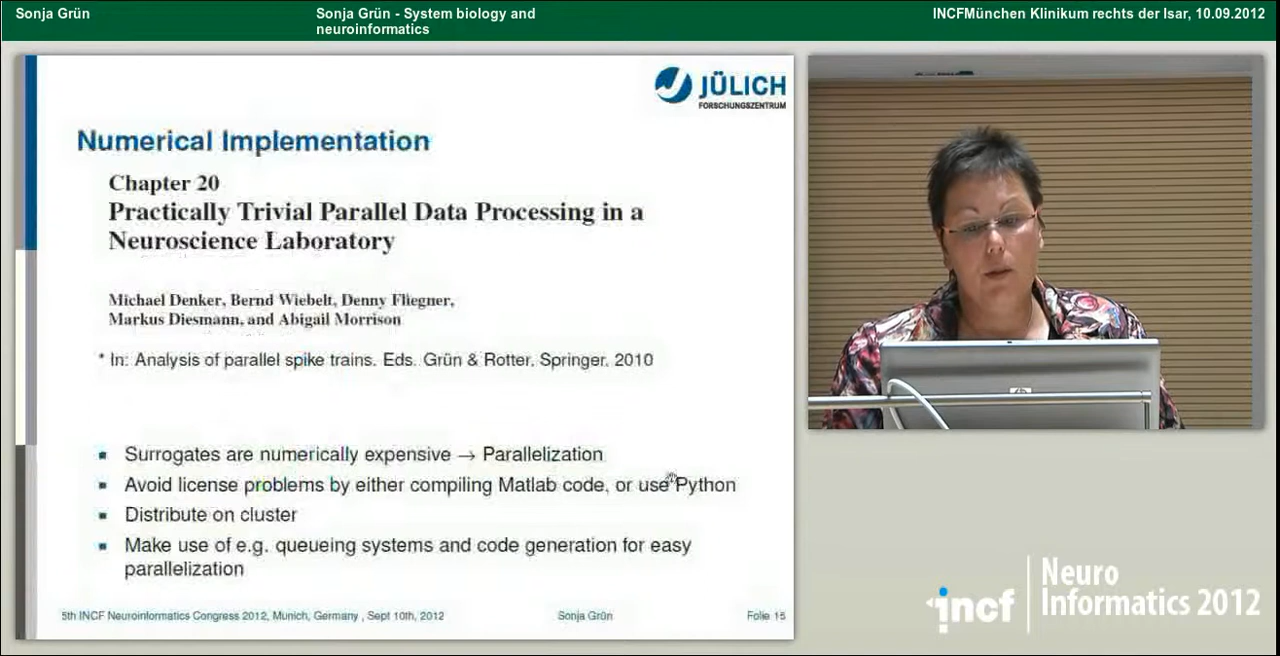 Sonja Grün
Sonja Grün - System biology and
neuroinformatics
INCFMünchen Klinikum rechts der Isar, 10.09.2012
JÜLICH
FORSCHUNGSZENTRUM
Numerical Implementation
Chapter 20
Practically Trivial Parallel Data Processing in a
Neuroscience Laboratory
Michael Denker, Bernd Wiebelt, Denny Fliegner,
Markus Diesmann, and Abigail Morrison
* In: Analysis of parallel spike trains. Eds. Grün & Rotter, Springer. 2010
▪ Surrogates are numerically expensive → Parallelization
▪ Avoid license problems by either compiling Matlab code, or use Python
▪ Distribute on cluster
▪ Make use of e.g. queueing systems and code generation for easy
parallelization
5th INCF Neuroinformatics Congress 2012, Munich, Germany , Sept 10th, 2012
Sonja Grün
Folie 15
hp
incf
Neuro
Informatics 2012